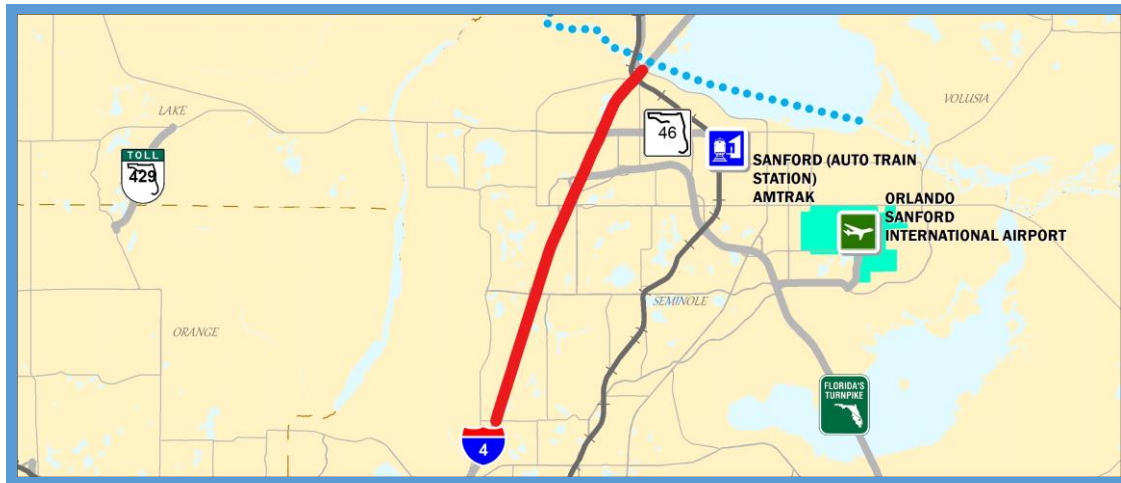 VOLUSIA
LAKE
46
TOLL
429
SANFORD (AUTO TRAIN
STATION)
AMTRAK
ORLANDO
SANFORD
INTERNATIONAL AIRPORT
SEMINOLE
ORANGE
FLORIDA'S
TURNPIKE
4